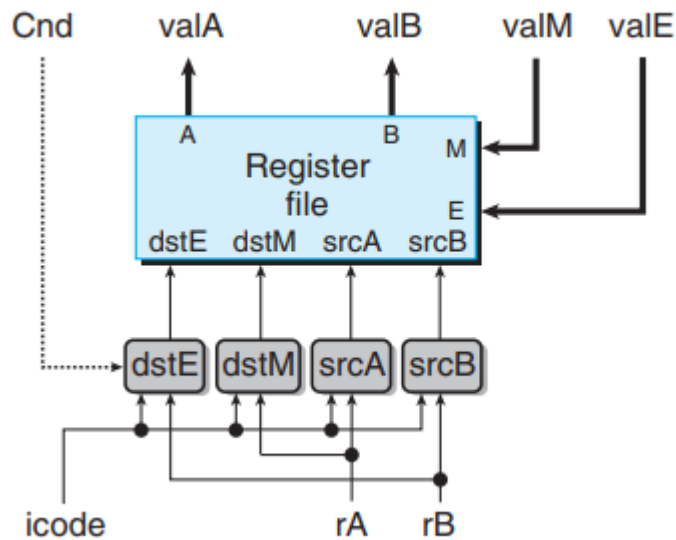 Cnd valA valB valM valE
A B
M
Register
file
E
dstE dstM srcA srcB
dstE dstM srcA srcB
icode rA rB